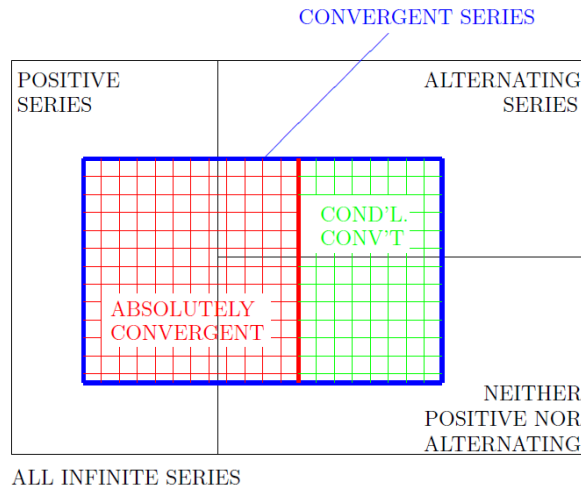 CONVERGENT SERIES
POSITIVE
SERIES
ALTERNATING
SERIES
COND'L.
CONV'T
ABSOLUTELY
CONVERGENT
NEITHER
POSITIVE NOR
ALTERNATING
ALL INFINITE SERIES